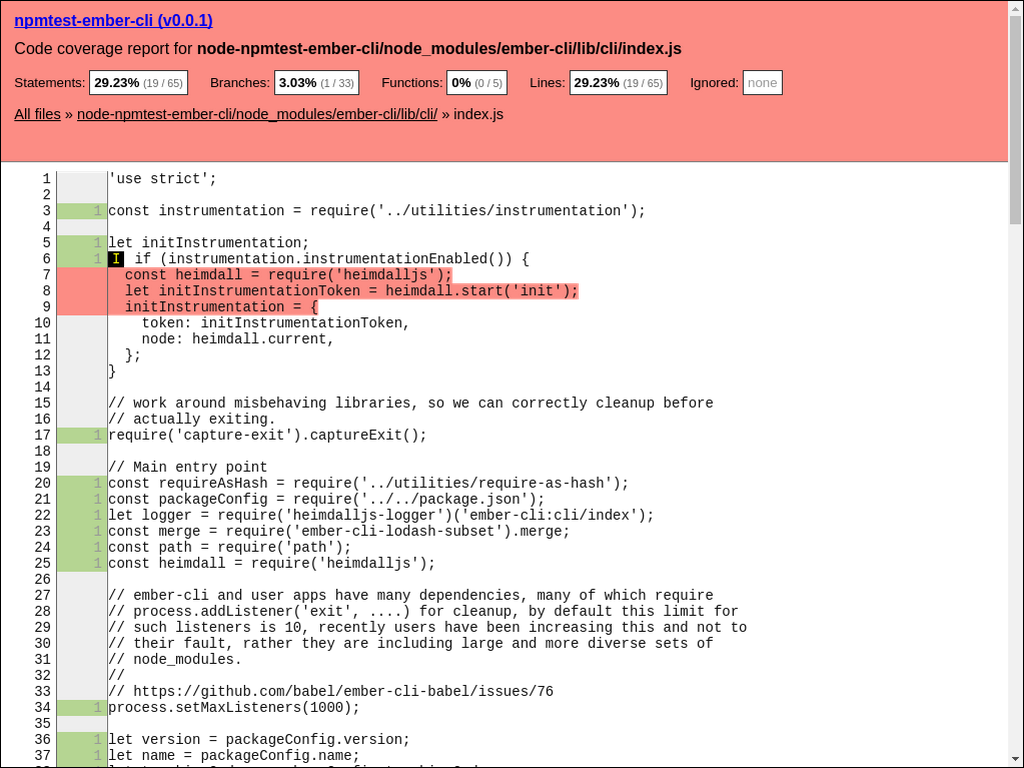 npmtest-ember-cli (v0.0.1)
Code coverage report for node-npmtest-ember-cli/node_modules/ember-cli/lib/cli/index.js
Statements: 29.23% (19 / 65) Branches: 3.03% (1 / 33) Functions: 0% (0 / 5) Lines: 29.23% (19 / 65) Ignored: none
All files » node-npmtest-ember-cli/node_modules/ember-cli/lib/cli/ » index.js
1 'use strict';
2
3 1 const instrumentation = require('../utilities/instrumentation');
4
5 1 let initInstrumentation;
6 1 I if (instrumentation.instrumentationEnabled()) {
7 const heimdall = require('heimdalljs');
8 let initInstrumentationToken = heimdall.start('init');
9 initInstrumentation = {
10 token: initInstrumentationToken,
11 node: heimdall.current,
12 };
13 }
14
15 // work around misbehaving libraries, so we can correctly cleanup before
16 // actually exiting.
17 1 require('capture-exit').captureExit();
18
19 // Main entry point
20 1 const requireAsHash = require('../utilities/require-as-hash');
21 1 const packageConfig = require('../../package.json');
22 1 let logger = require('heimdalljs-logger')('ember-cli:cli/index');
23 1 const merge = require('ember-cli-lodash-subset').merge;
24 1 const path = require('path');
25 1 const heimdall = require('heimdalljs');
26
27 // ember-cli and user apps have many dependencies, many of which require
28 // process.addListener('exit', ....) for cleanup, by default this limit for
29 // such listeners is 10, recently users have been increasing this and not to
30 // their fault, rather they are including large and more diverse sets of
31 // node_modules.
32 //
33 // https://github.com/babel/ember-cli-babel/issues/76
34 1 process.setMaxListeners(1000);
35
36 1 let version = packageConfig.version;
37 1 let name = packageConfig.name;